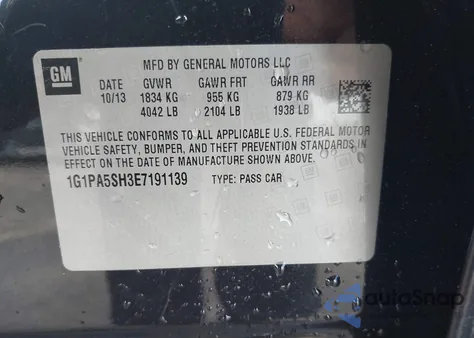 GM
MFD BY GENERAL MOTORS LLC
DATE GVWR GAWR FRT GAWR RR
10/13 1834 KG 955 KG 879 KG
4042 LB 2104 LB 1938 LB
THIS VEHICLE CONFORMS TO ALL APPLICABLE U.S. FEDERAL MOTOR
VEHICLE SAFETY, BUMPER, AND THEFT PREVENTION STANDARDS IN
EFFECT ON THE DATE OF MANUFACTURE SHOWN ABOVE.
1G1PA5SH3E7191139 TYPE: PASS CAR
autoSnap